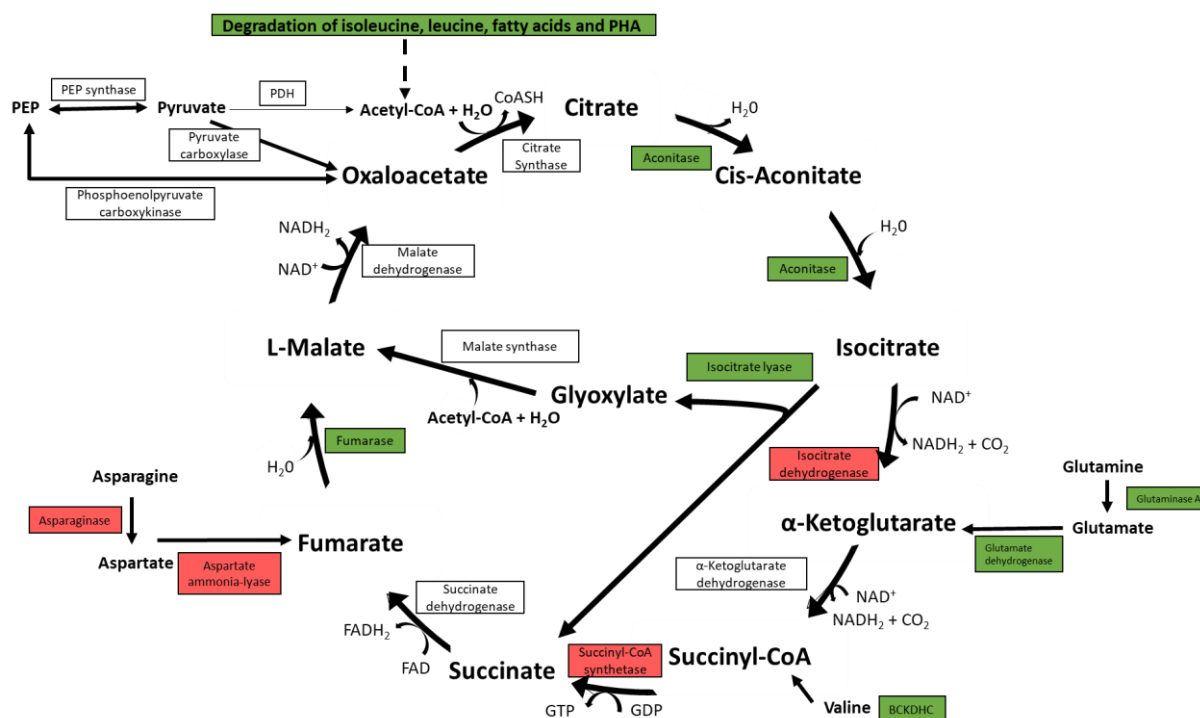 Degradation of isoleucine, leucine, fatty acids and PHA
PEP
PEP synthase
Pyruvate
PDH
Acetyl-CoA + H₂O
CoASH
Citrate
H₂0
Pyruvate
carboxylase
Citrate
Synthase
Aconitase
Oxaloacetate
Cis-Aconitate
Phosphoenolpyruvate
carboxykinase
NADH₂
NAD⁺
Malate
dehydrogenase
H₂0
Aconitase
L-Malate
Malate synthase
Isocitrate lyase
Isocitrate
Glyoxylate
Acetyl-CoA + H₂O
NAD⁺
NADH₂ + CO₂
Fumarase
H₂0
Isocitrate
dehydrogenase
Asparagine
Glutamine
Asparaginase
Glutaminase A
Aspartate
Aspartate
ammonia-lyase
Fumarate
α-Ketoglutarate
Glutamate
Glutamate
dehydrogenase
α-Ketoglutarate
dehydrogenase
Succinate
dehydrogenase
NAD⁺
NADH₂ + CO₂
FADH₂
FAD
Succinate
Succinyl-CoA
synthetase
Succinyl-CoA
GTP
GDP
Valine
BCKDHC